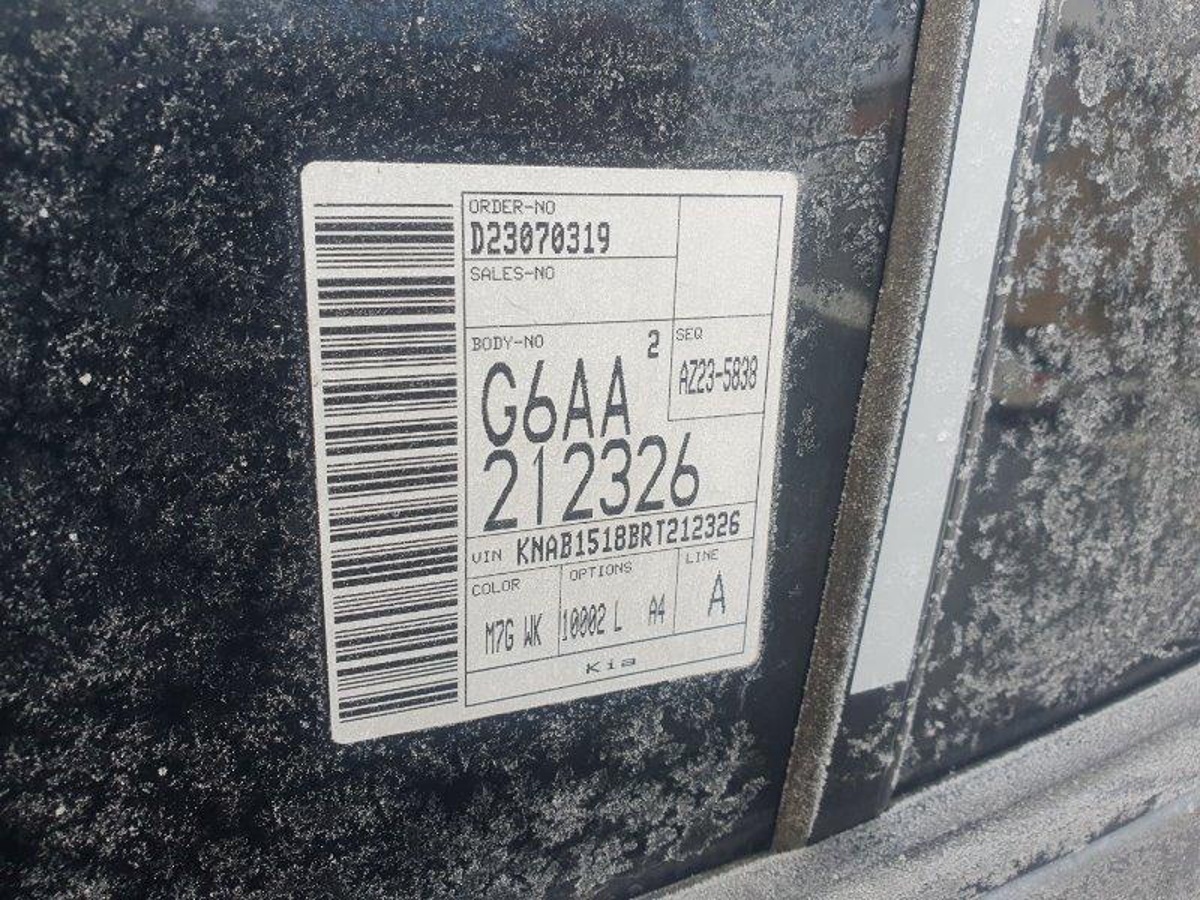 ORDER-NO
D23070319
SALES-NO
BODY-NO
2
SEQ
AZ23-5838
G6AA
212326
VIN KNAB1518BRT212326
COLOR
OPTIONS
LINE
M7G WK
10002 L A4
A
Kia